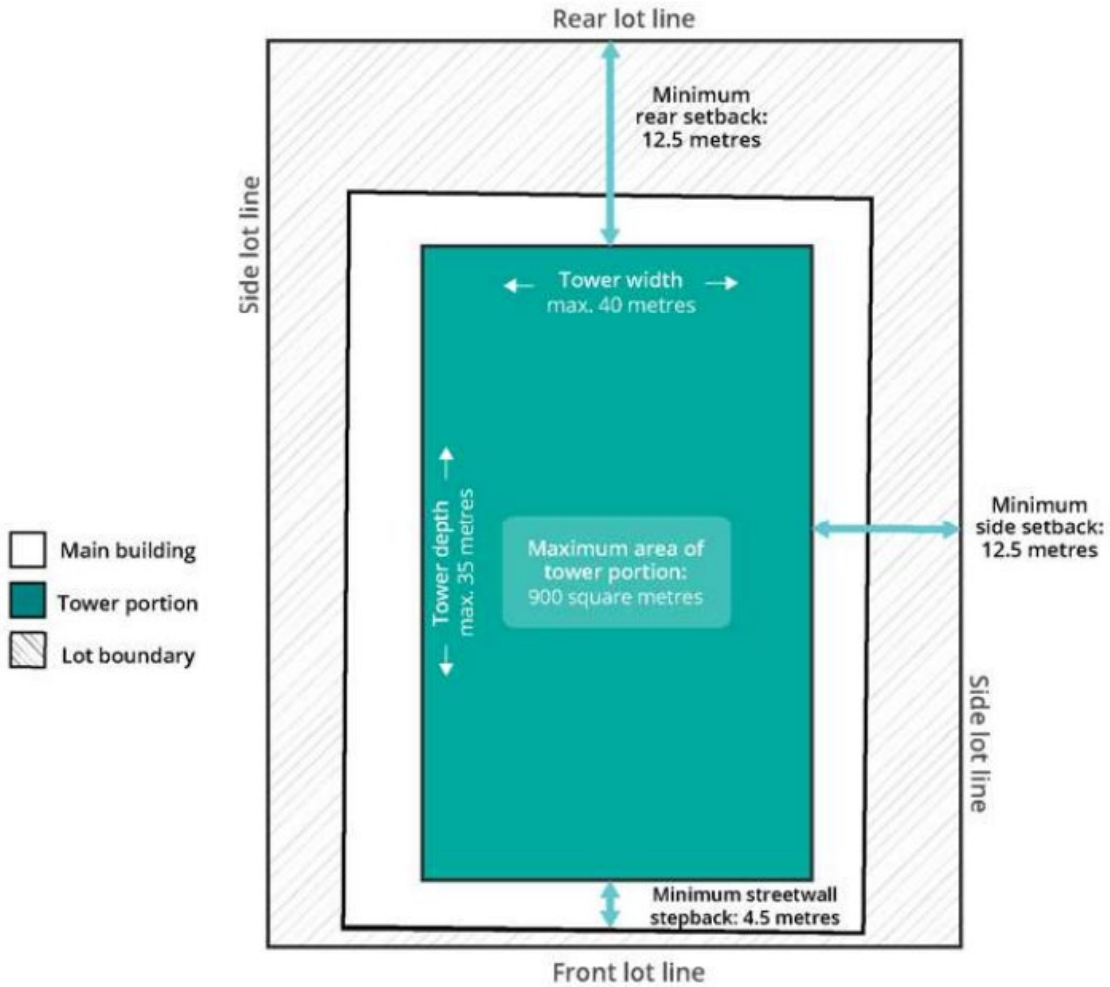 Rear lot line
Minimum
rear setback:
12.5 metres
Side lot line
Tower width
max. 40 metres
Tower depth
max. 35 metres
Maximum area of
tower portion:
900 square metres
Minimum
side setback:
12.5 metres
Main building
Tower portion
Lot boundary
Side lot line
Minimum streetwall
stepback: 4.5 metres
Front lot line